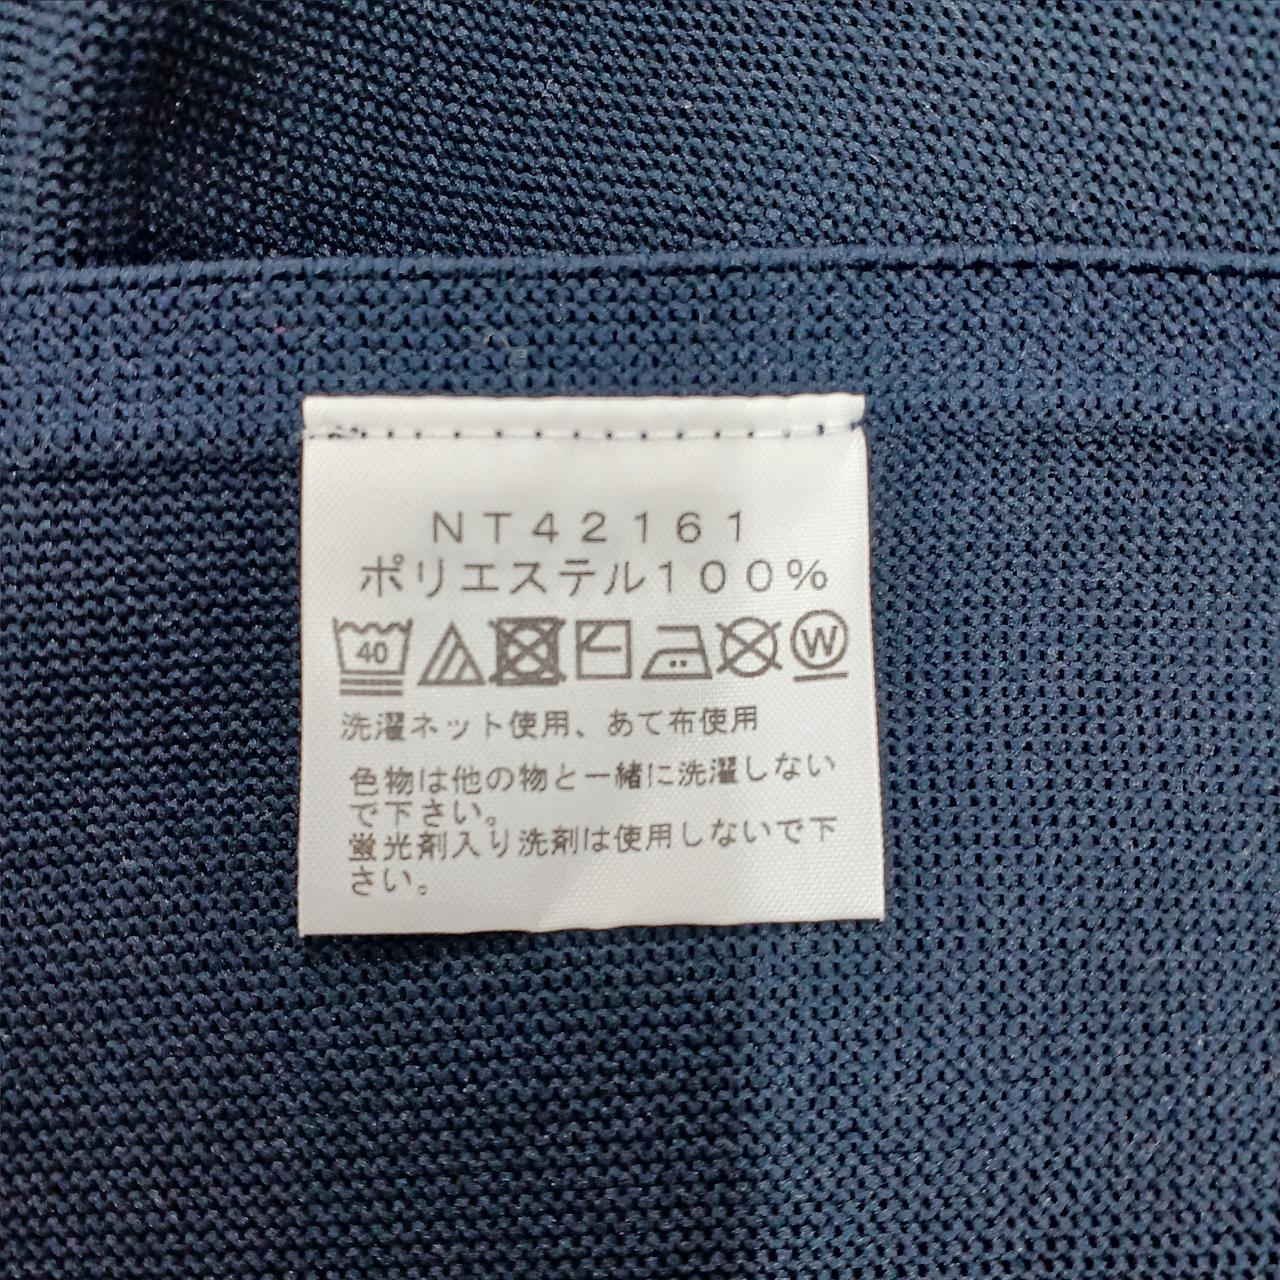 NT42161
ポリエステル100%
40 W
洗濯ネット使用、あて布使用
色物は他の物と一緒に洗濯しない
で下さい。
蛍光剤入り洗剤は使用しないで下
さい。